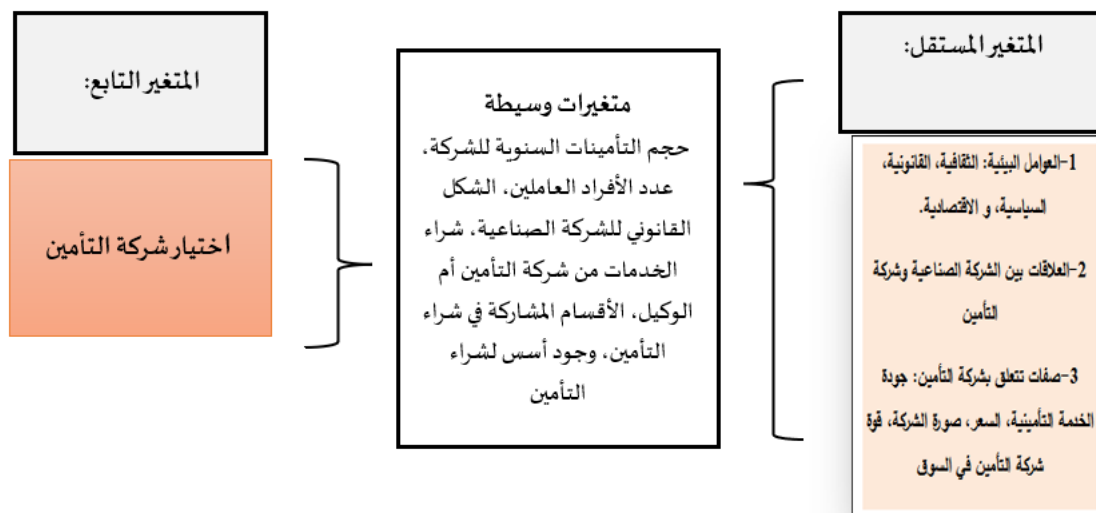 المتغير المستقل:
1-العوامل البيئية: الثقافية، القانونية،
السياسية، و الاقتصادية.
2-العلاقات بين الشركة الصناعية وشركة
التأمين
3-صفات تتعلق بشركة التأمين: جودة
الخدمة التأمينية، السعر، صورة الشركة، قوة
شركة التأمين في السوق
متغيرات وسيطة
حجم التأمينات السنوية للشركة،
عدد الأفراد العاملين، الشكل
القانوني للشركة الصناعية، شراء
الخدمات من شركة التأمين أم
الوكيل، الأقسام المشاركة في شراء
التأمين، وجود أسس لشراء
التأمين
المتغير التابع:
أختيار شركة التأمين